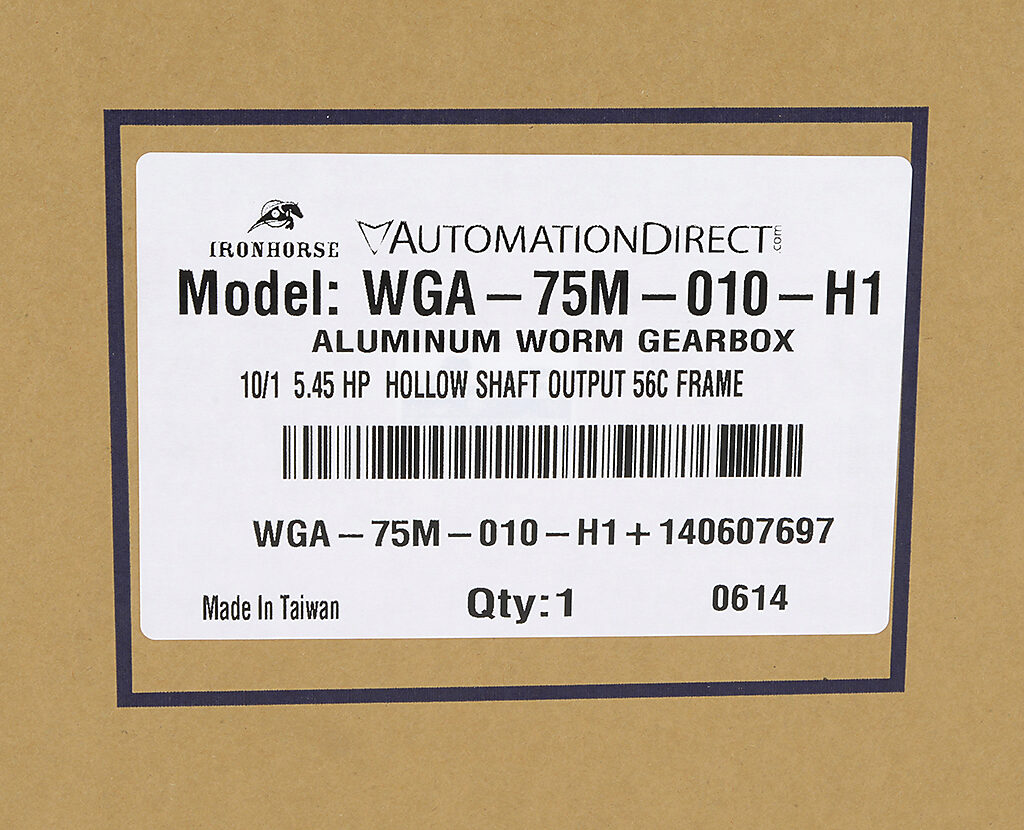 IRONHORSE AUTOMATIONDIRECT.com
Model: WGA – 75M – 010 – H1
ALUMINUM WORM GEARBOX
10/1 5.45 HP HOLLOW SHAFT OUTPUT 56C FRAME
WGA – 75M – 010 – H1 + 140607697
Made In Taiwan Qty: 1 0614